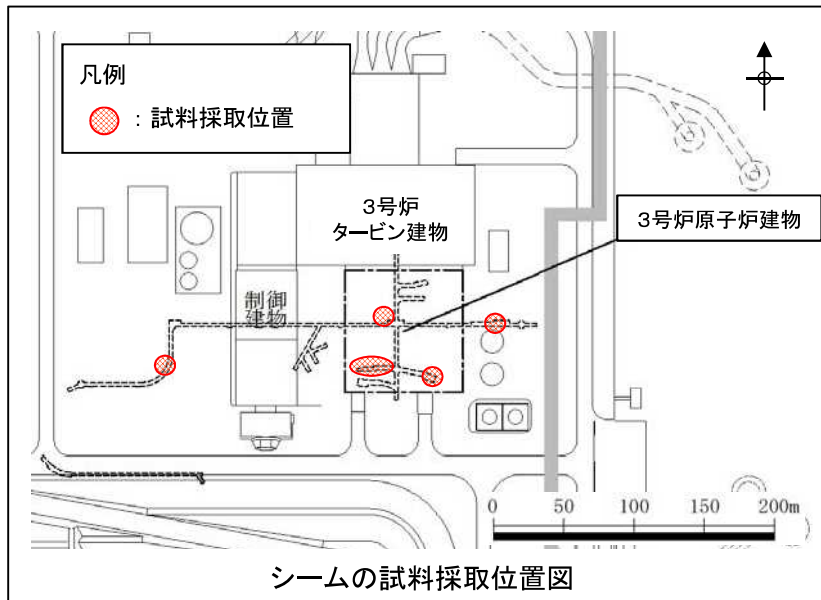 凡例
：試料採取位置
3号炉
タービン建物
3号炉原子炉建物
制御
建物
0 50 100 150 200m
シームの試料採取位置図